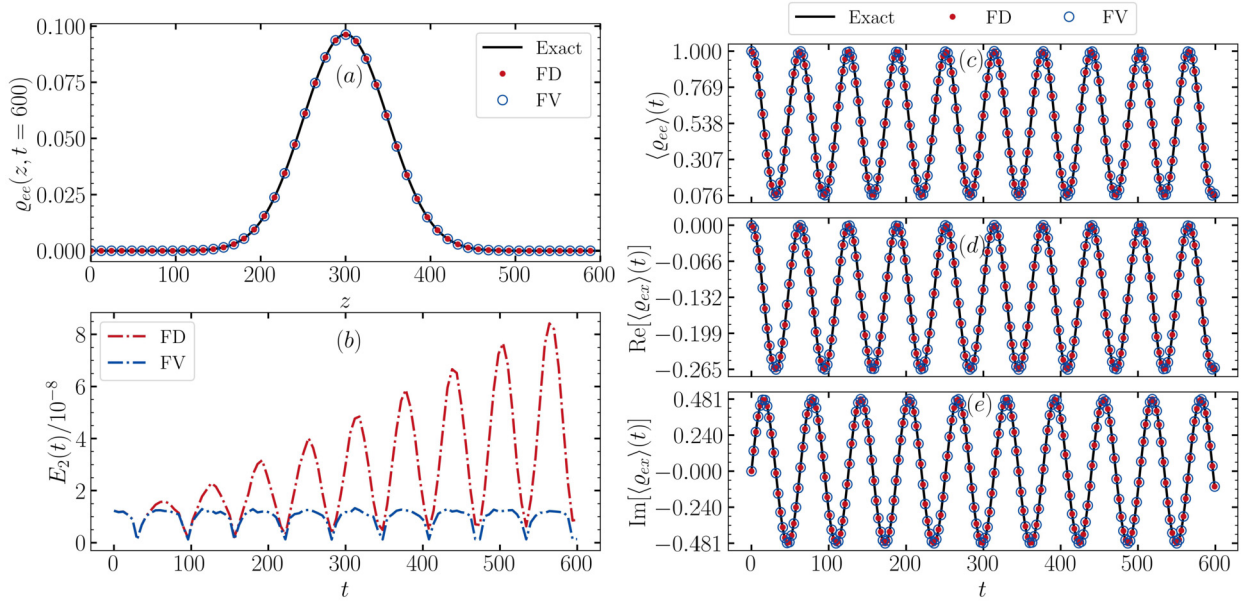 0.100
0.075
0.050
0.025
0.000
ϱee(z, t = 600)
(a)
Exact
FD
FV
0 100 200 300 400 500 600
z
8
6
4
2
0
E2(t)/10−8
(b)
FD
FV
0 100 200 300 400 500 600
t
Exact FD FV
1.000
0.769
0.538
0.307
0.076
⟨ϱee⟩(t)
(c)
−0.000
−0.066
−0.132
−0.199
−0.265
Re[⟨ϱex⟩(t)]
(d)
0.481
0.240
−0.000
−0.240
−0.481
Im[⟨ϱex⟩(t)]
(e)
0 100 200 300 400 500 600
t